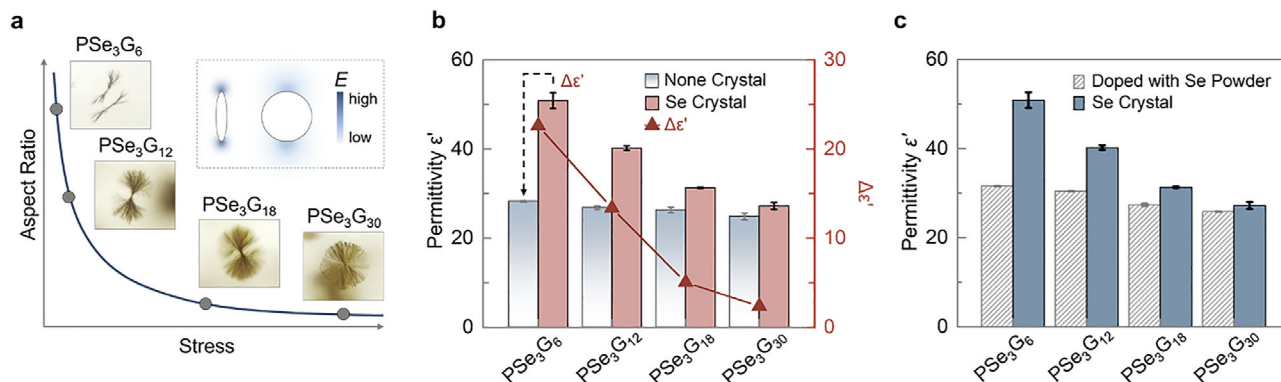 a
PSe₃G₆
PSe₃G₁₂
PSe₃G₁₈
PSe₃G₃₀
E
high
low
Aspect Ratio
Stress
b
60
40
20
0
Permittivity ε'
Δε'
None Crystal
Se Crystal
Δε'
30
20
10
0
Δε'
PSe₃G₆
PSe₃G₁₂
PSe₃G₁₈
PSe₃G₃₀
c
60
40
20
0
Permittivity ε'
Doped with Se Powder
Se Crystal
PSe₃G₆
PSe₃G₁₂
PSe₃G₁₈
PSe₃G₃₀